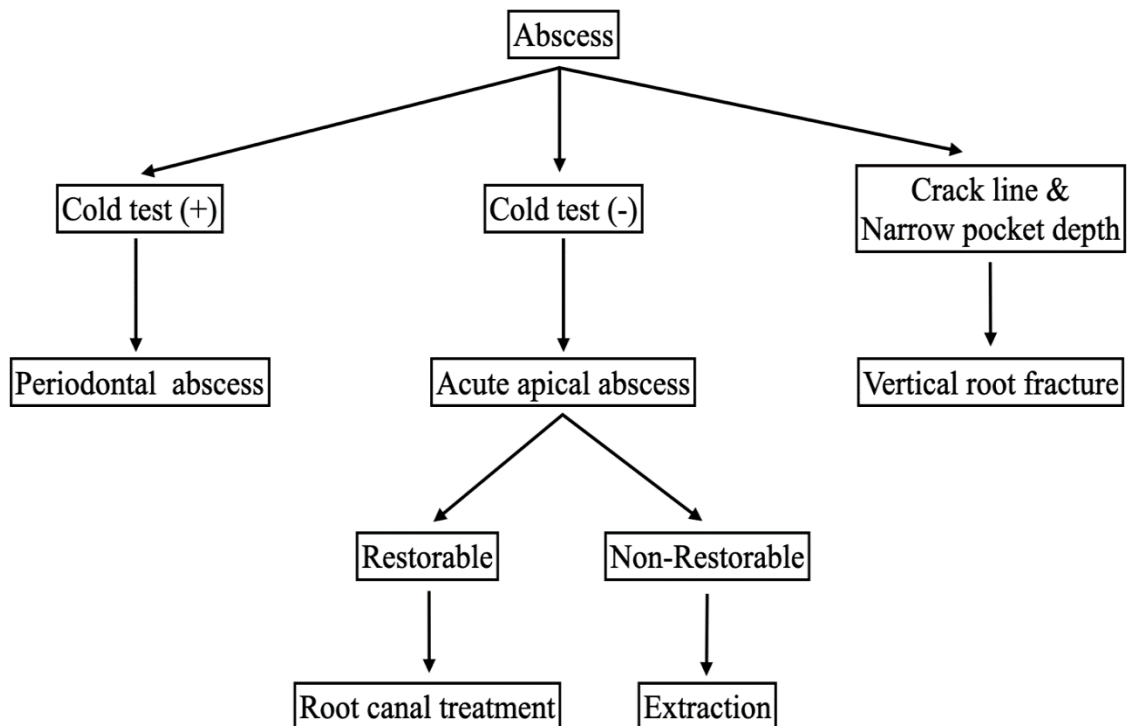 Abscess
Cold test (+)
Cold test (-)
Crack line &
Narrow pocket depth
Periodontal abscess
Acute apical abscess
Vertical root fracture
Restorable
Non-Restorable
Root canal treatment
Extraction